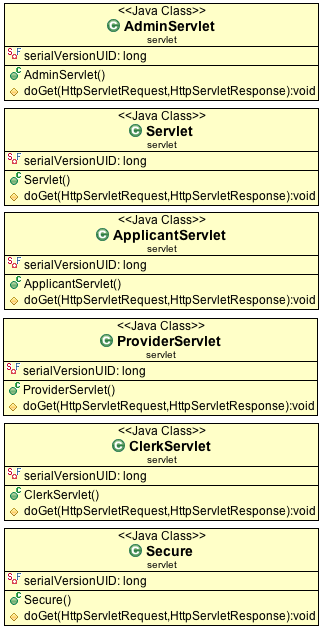 <<Java Class>>
AdminServlet
servlet
serialVersionUID: long
AdminServlet()
doGet(HttpServletRequest,HttpServletResponse):void
<<Java Class>>
Servlet
servlet
serialVersionUID: long
Servlet()
doGet(HttpServletRequest,HttpServletResponse):void
<<Java Class>>
ApplicantServlet
servlet
serialVersionUID: long
ApplicantServlet()
doGet(HttpServletRequest,HttpServletResponse):void
<<Java Class>>
ProviderServlet
servlet
serialVersionUID: long
ProviderServlet()
doGet(HttpServletRequest,HttpServletResponse):void
<<Java Class>>
ClerkServlet
servlet
serialVersionUID: long
ClerkServlet()
doGet(HttpServletRequest,HttpServletResponse):void
<<Java Class>>
Secure
servlet
serialVersionUID: long
Secure()
doGet(HttpServletRequest,HttpServletResponse):void